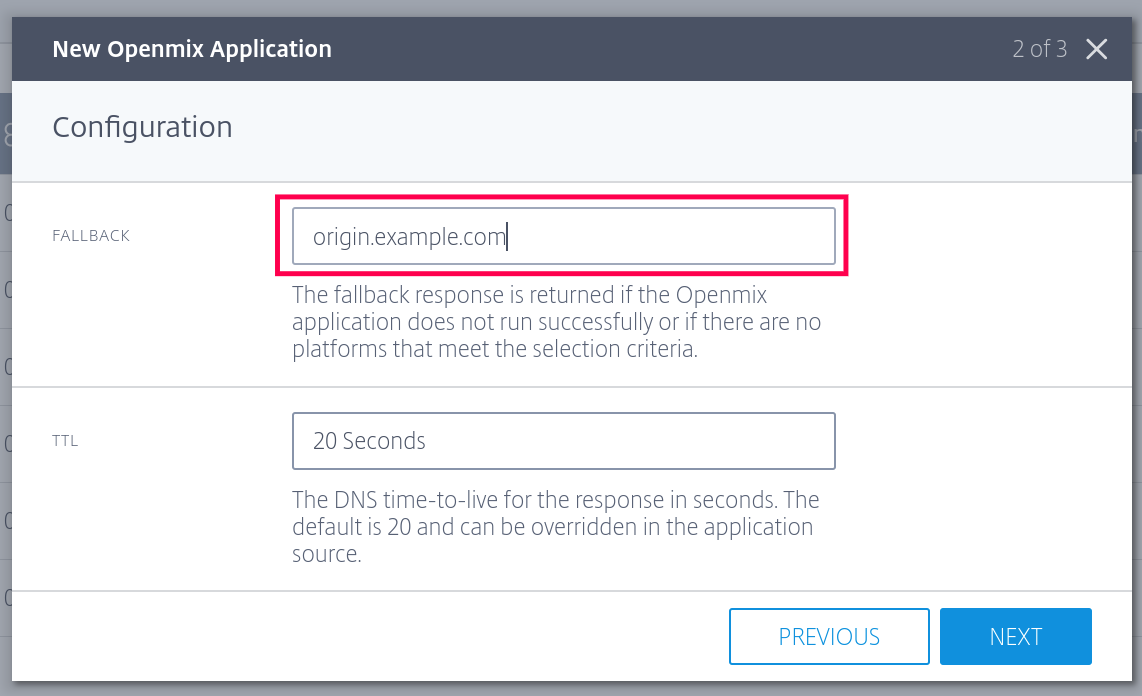 New Openmix Application
2 of 3
Configuration
FALLBACK
origin.example.com
The fallback response is returned if the Openmix
application does not run successfully or if there are no
platforms that meet the selection criteria.
TTL
20 Seconds
The DNS time-to-live for the response in seconds. The
default is 20 and can be overridden in the application
source.
PREVIOUS
NEXT